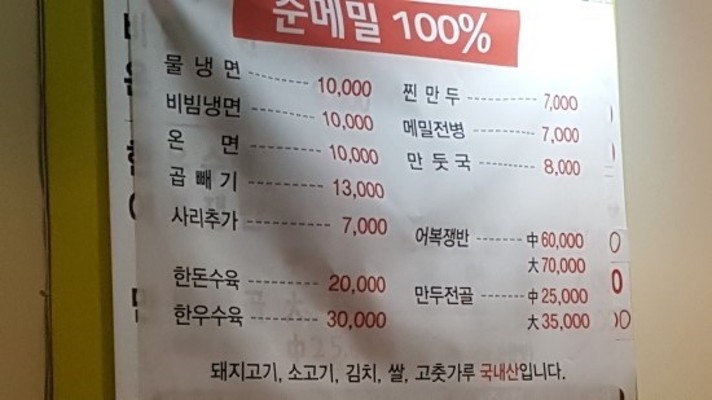 순메밀 100%
물냉면 10,000
비빔냉면 10,000
온면 10,000
곱빼기 13,000
사리추가 7,000
한돈수육 20,000
한우수육 30,000
찐만두 7,000
메밀전병 7,000
만둣국 8,000
어복쟁반 中 60,000
大 70,000
만두전골 中 25,000
大 35,000
돼지고기, 소고기, 김치, 쌀, 고춧가루 국내산입니다.